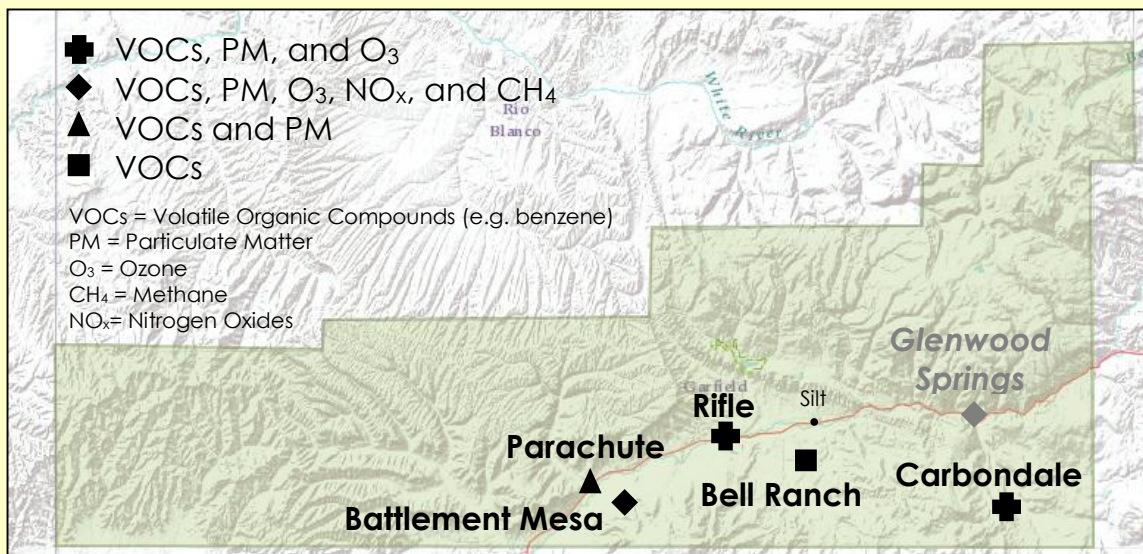 VOCs, PM, and O₃
VOCs, PM, O₃, NOₓ, and CH₄
VOCs and PM
VOCs
VOCs = Volatile Organic Compounds (e.g. benzene)
PM = Particulate Matter
O₃ = Ozone
CH₄ = Methane
NOₓ= Nitrogen Oxides
Rio
Blanco
White River
Glenwood
Springs
Garfield
Silt
Rifle
Parachute
Bell Ranch
Carbondale
Battlement Mesa